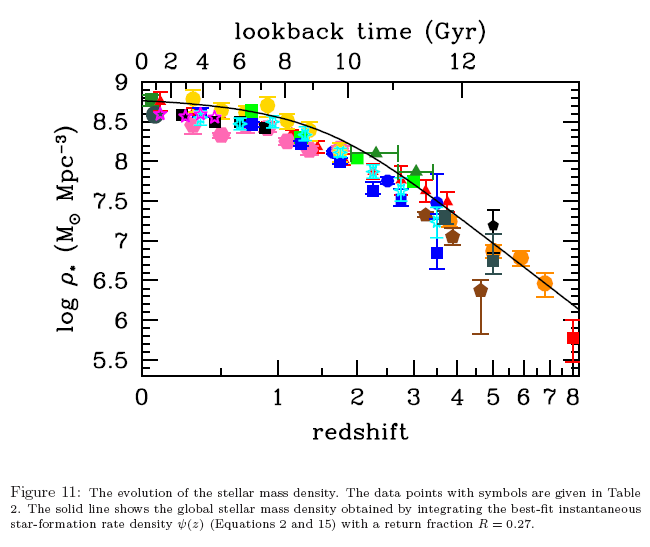 lookback time (Gyr)
0 2 4 6 8 10 12
9
8.5
8
7.5
7
6.5
6
5.5
log ρ* (M⊙ Mpc⁻³)
0 1 2 3 4 5 6 7 8
redshift
Figure 11: The evolution of the stellar mass density. The data points with symbols are given in Table
2. The solid line shows the global stellar mass density obtained by integrating the best-fit instantaneous
star-formation rate density ψ(z) (Equations 2 and 15) with a return fraction R = 0.27.